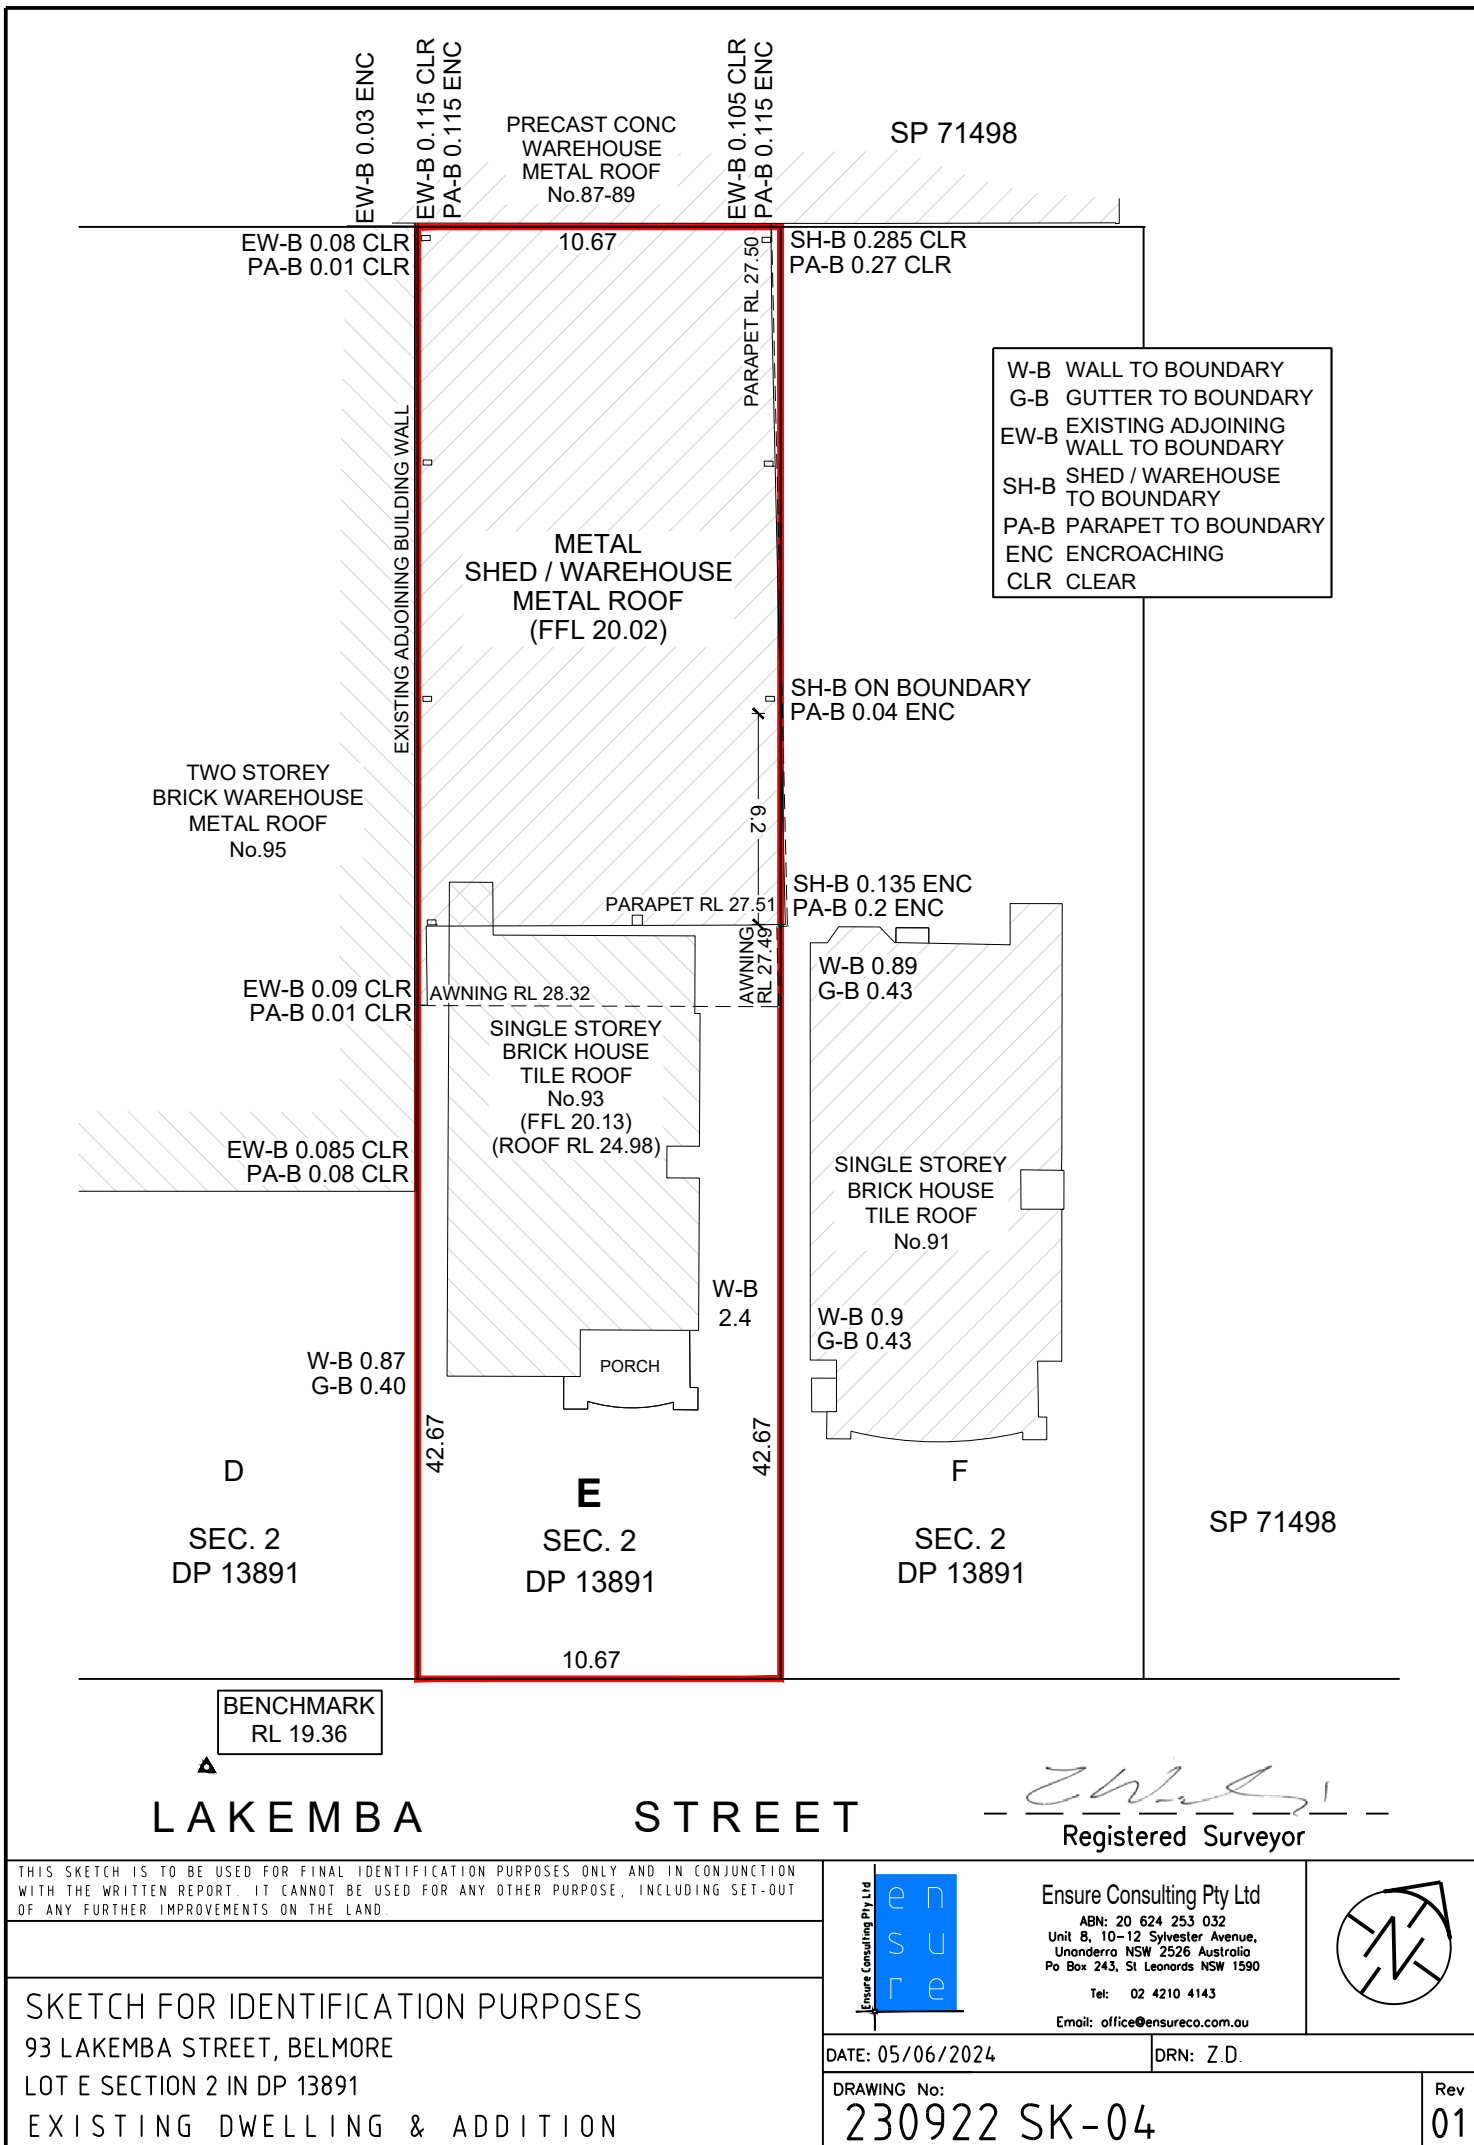 EW-B 0.03 ENC
EW-B 0.115 CLR
PA-B 0.115 ENC
PRECAST CONC
WAREHOUSE
METAL ROOF
No.87-89
EW-B 0.105 CLR
PA-B 0.115 ENC
SP 71498
EW-B 0.08 CLR
PA-B 0.01 CLR
10.67
PARAPET RL 27.50
SH-B 0.285 CLR
PA-B 0.27 CLR
W-B WALL TO BOUNDARY
G-B GUTTER TO BOUNDARY
EW-B EXISTING ADJOINING
WALL TO BOUNDARY
SH-B SHED / WAREHOUSE
TO BOUNDARY
PA-B PARAPET TO BOUNDARY
ENC ENCROACHING
CLR CLEAR
EXISTING ADJOINING BUILDING WALL
METAL
SHED / WAREHOUSE
METAL ROOF
(FFL 20.02)
SH-B ON BOUNDARY
PA-B 0.04 ENC
TWO STOREY
BRICK WAREHOUSE
METAL ROOF
No.95
6.2
PARAPET RL 27.51
SH-B 0.135 ENC
PA-B 0.2 ENC
AWNING
RL 27.49
W-B 0.89
G-B 0.43
EW-B 0.09 CLR
PA-B 0.01 CLR
AWNING RL 28.32
SINGLE STOREY
BRICK HOUSE
TILE ROOF
No.93
(FFL 20.13)
(ROOF RL 24.98)
EW-B 0.085 CLR
PA-B 0.08 CLR
SINGLE STOREY
BRICK HOUSE
TILE ROOF
No.91
W-B
2.4
W-B 0.9
G-B 0.43
W-B 0.87
G-B 0.40
PORCH
42.67
42.67
D
SEC. 2
DP 13891
E
SEC. 2
DP 13891
F
SEC. 2
DP 13891
SP 71498
10.67
BENCHMARK
RL 19.36
LAKEMBA STREET
Registered Surveyor
THIS SKETCH IS TO BE USED FOR FINAL IDENTIFICATION PURPOSES ONLY AND IN CONJUNCTION
WITH THE WRITTEN REPORT. IT CANNOT BE USED FOR ANY OTHER PURPOSE, INCLUDING SET-OUT
OF ANY FURTHER IMPROVEMENTS ON THE LAND.
Ensure Consulting Pty Ltd
en
su
re
Ensure Consulting Pty Ltd
ABN: 20 624 253 032
Unit 8, 10-12 Sylvester Avenue,
Unanderra NSW 2526 Australia
Po Box 243, St Leonards NSW 1590
Tel: 02 4210 4143
Email: office@ensureco.com.au
N
SKETCH FOR IDENTIFICATION PURPOSES
93 LAKEMBA STREET, BELMORE
LOT E SECTION 2 IN DP 13891
EXISTING DWELLING & ADDITION
DATE: 05/06/2024
DRN: Z.D.
DRAWING No:
230922 SK-04
Rev
01